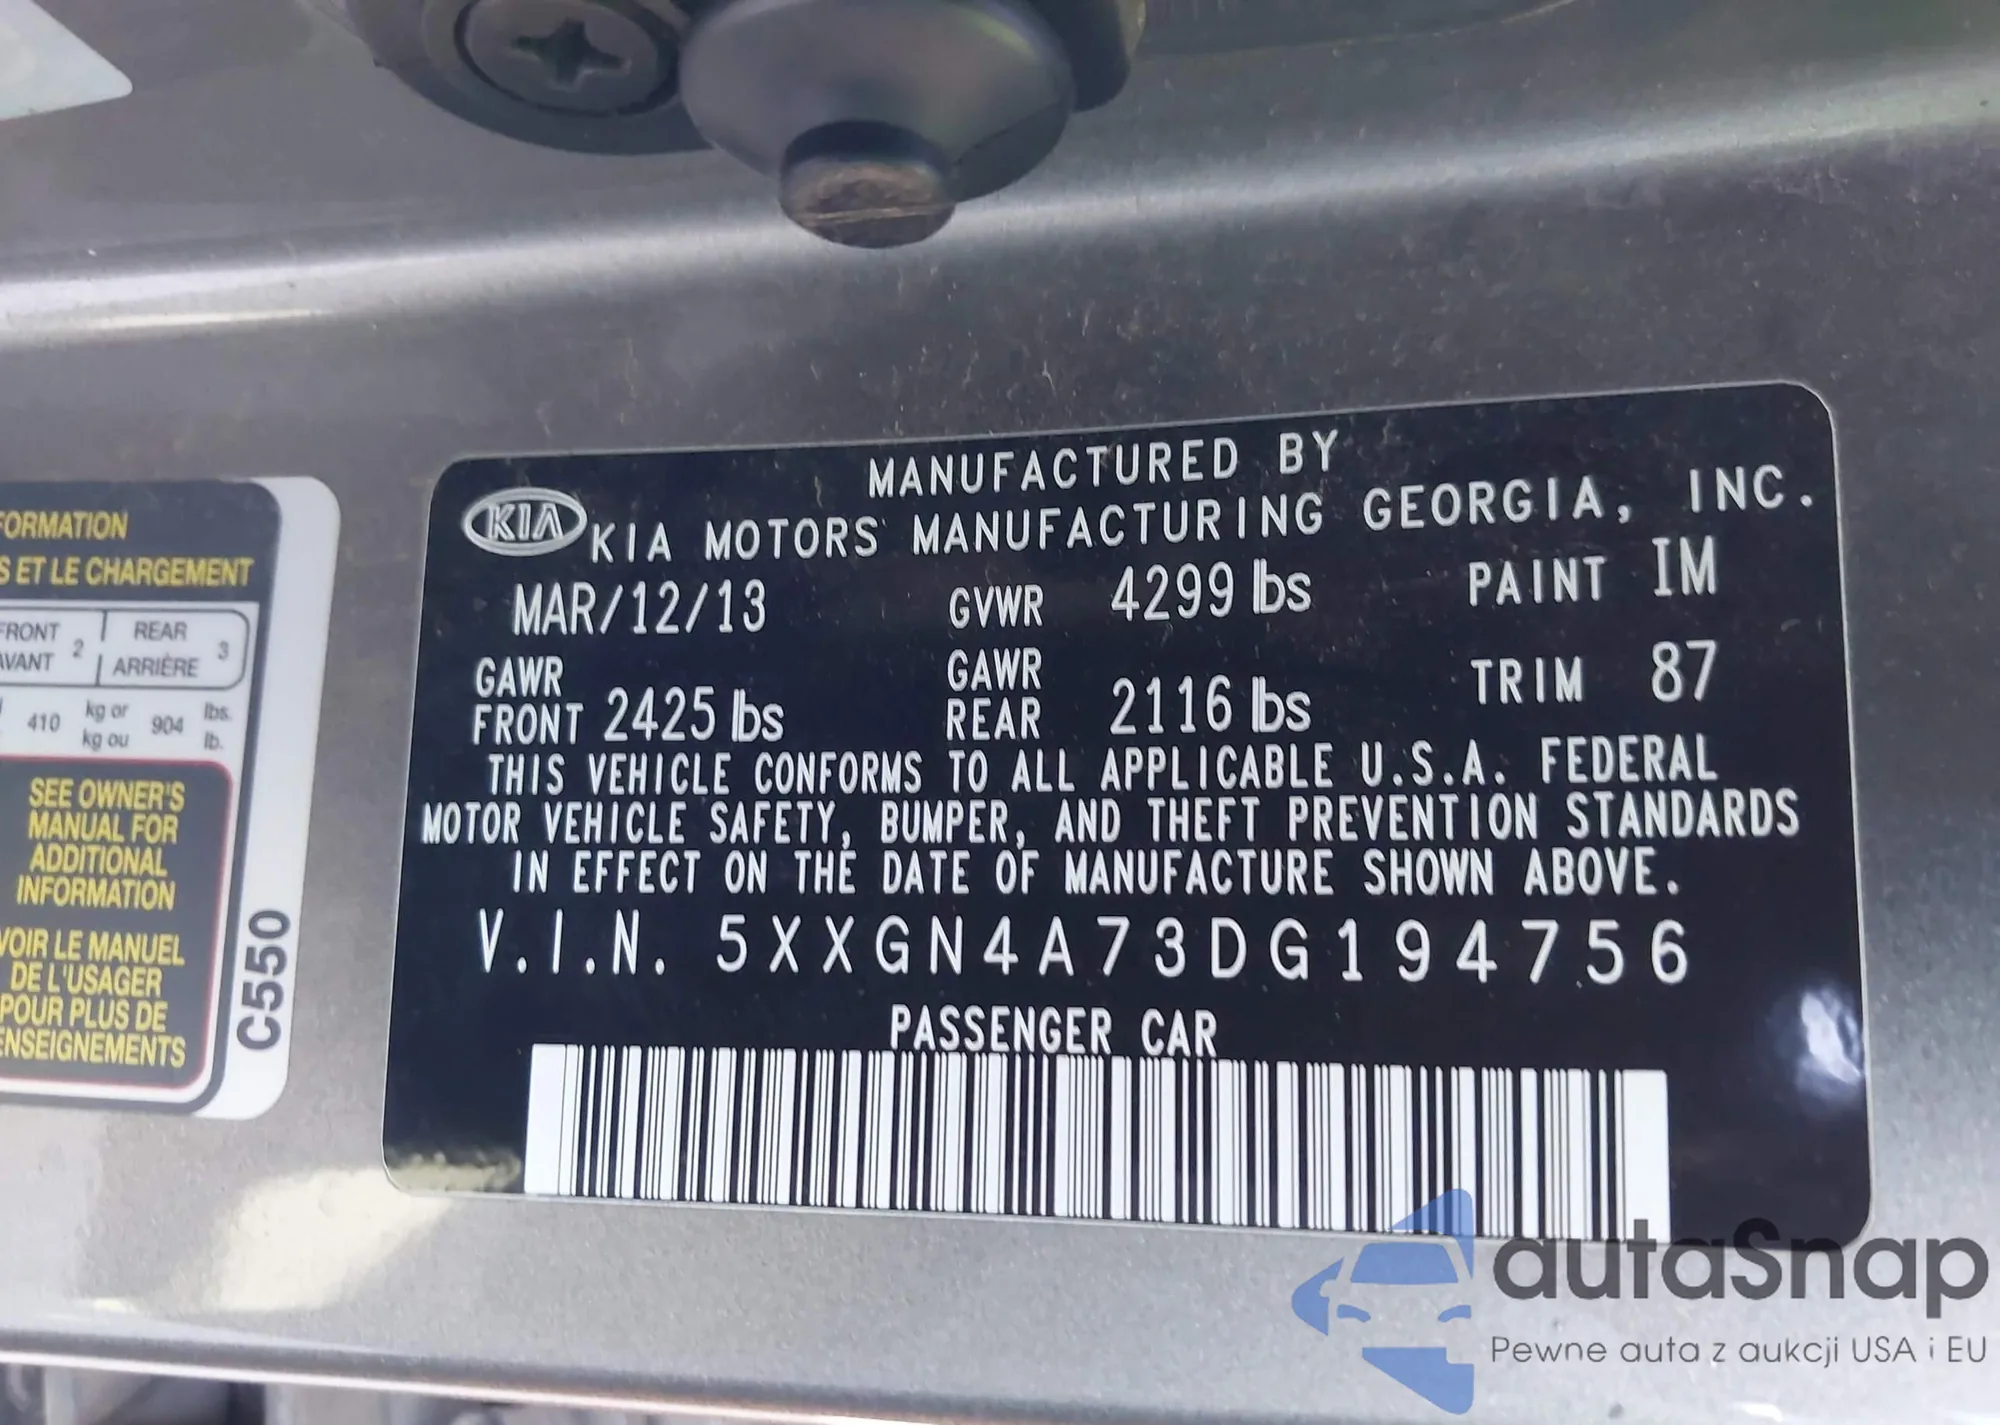 FORMATION
S ET LE CHARGEMENT
FRONT 2 REAR 3
AVANT ARRIÈRE
410 kg or 904 lbs.
kg ou lb.
SEE OWNER'S
MANUAL FOR
ADDITIONAL
INFORMATION
VOIR LE MANUEL
DE L'USAGER
POUR PLUS DE
ENSEIGNEMENTS
C550
MANUFACTURED BY
KIA KIA MOTORS MANUFACTURING GEORGIA, INC.
MAR/12/13 GVWR 4299 lbs PAINT IM
GAWR FRONT 2425 lbs GAWR REAR 2116 lbs TRIM 87
THIS VEHICLE CONFORMS TO ALL APPLICABLE U.S.A. FEDERAL
MOTOR VEHICLE SAFETY, BUMPER, AND THEFT PREVENTION STANDARDS
IN EFFECT ON THE DATE OF MANUFACTURE SHOWN ABOVE.
V.I.N. 5XXGN4A73DG194756
PASSENGER CAR
autaSnap
Pewne auta z aukcji USA i EU